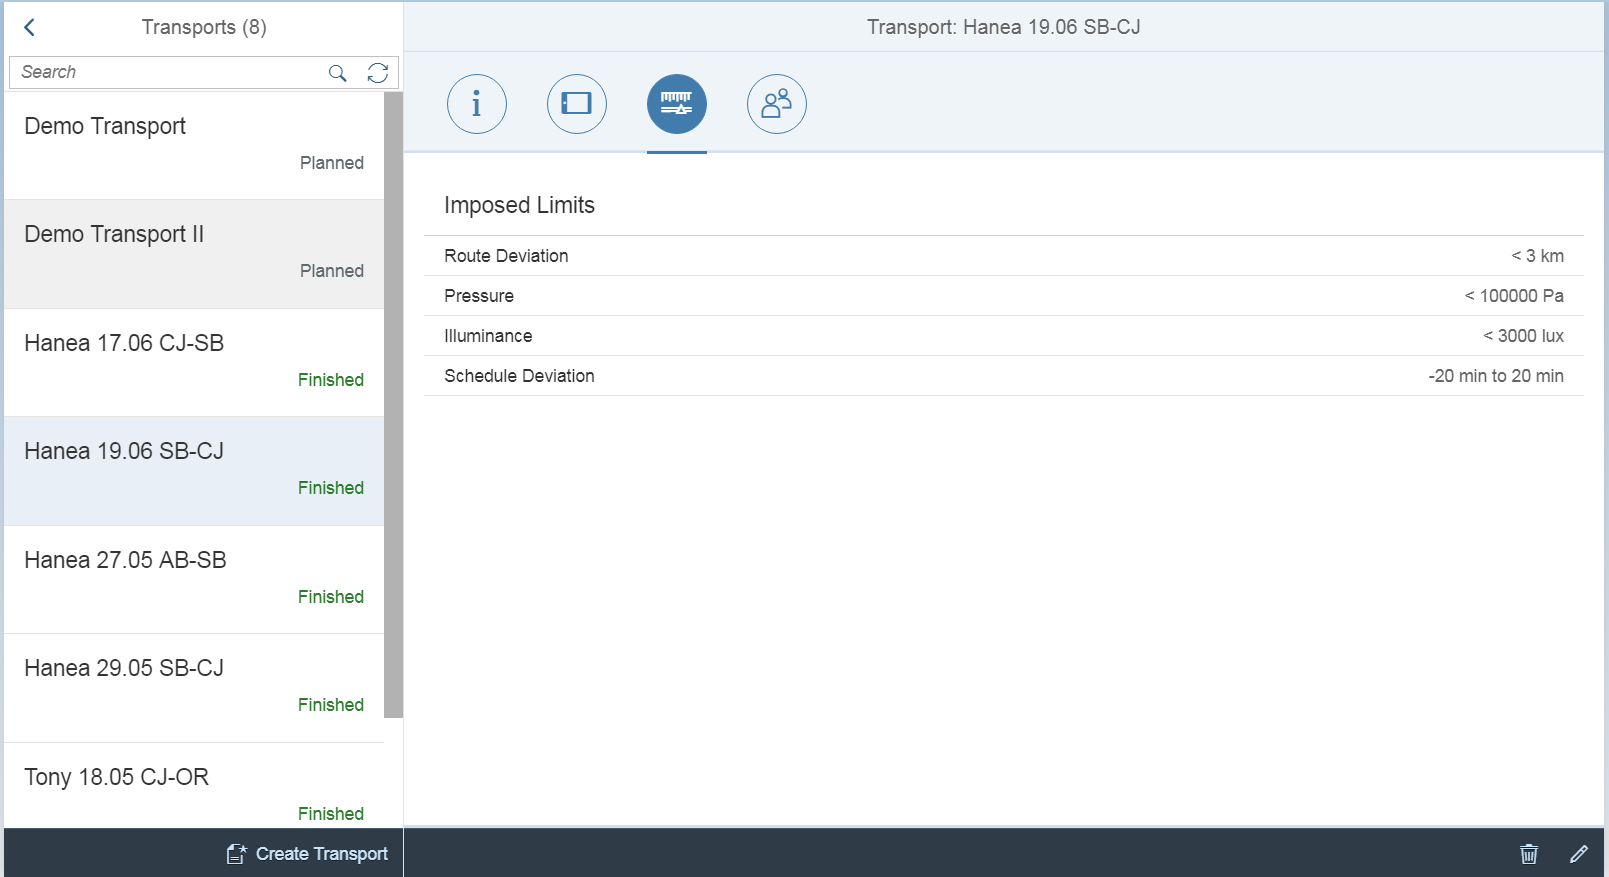 Transports (8)
Search
Demo Transport
Planned
Demo Transport II
Planned
Hanea 17.06 CJ-SB
Finished
Hanea 19.06 SB-CJ
Finished
Hanea 27.05 AB-SB
Finished
Hanea 29.05 SB-CJ
Finished
Tony 18.05 CJ-OR
Finished
Create Transport
Transport: Hanea 19.06 SB-CJ
Imposed Limits
Route Deviation < 3 km
Pressure < 100000 Pa
Illuminance < 3000 lux
Schedule Deviation -20 min to 20 min